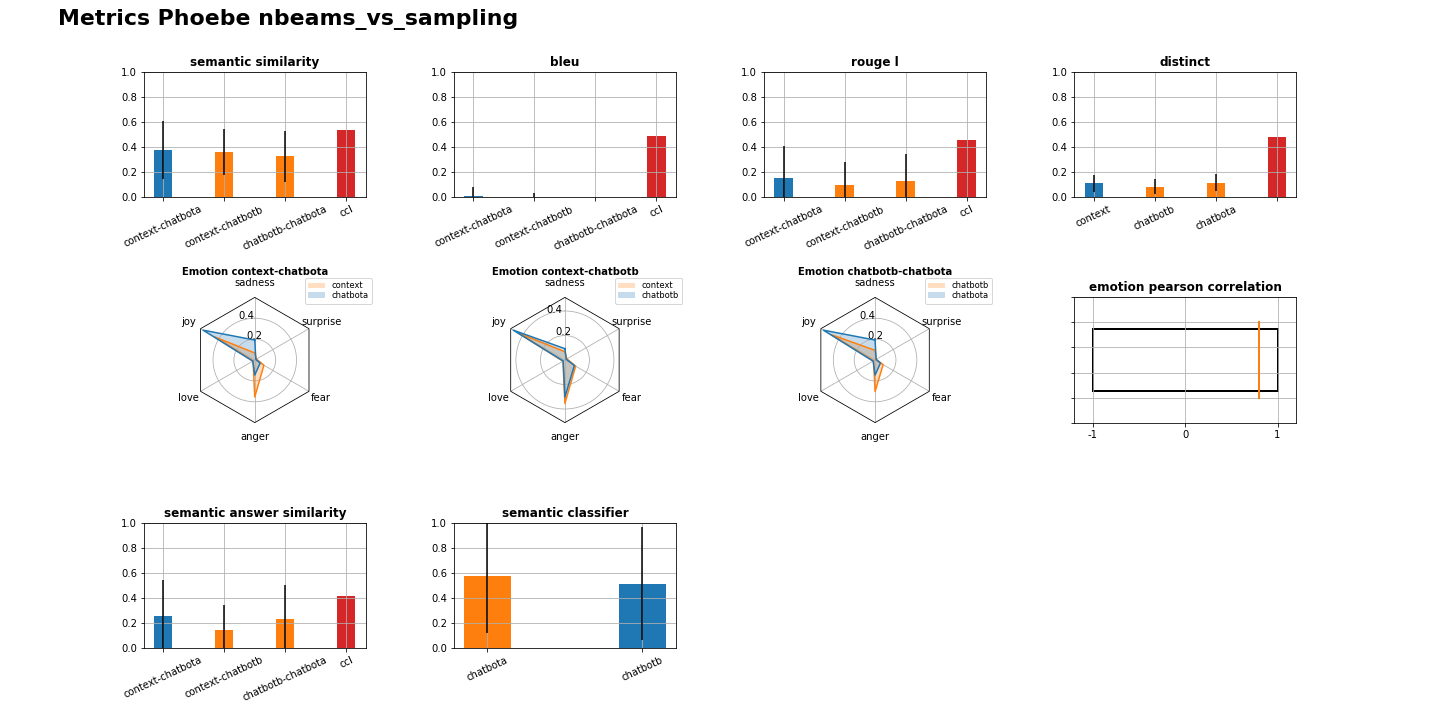 Metrics Phoebe nbeams_vs_sampling
semantic similarity
1.0
0.8
0.6
0.4
0.2
0.0
context-chatbota
context-chatbotb
chatbotb-chatbota
ccl
bleu
1.0
0.8
0.6
0.4
0.2
0.0
context-chatbota
context-chatbotb
chatbotb-chatbota
ccl
rouge l
1.0
0.8
0.6
0.4
0.2
0.0
context-chatbota
context-chatbotb
chatbotb-chatbota
ccl
distinct
1.0
0.8
0.6
0.4
0.2
0.0
context
chatbotb
chatbota
Emotion context-chatbota
sadness
context
chatbota
joy
0.4
surprise
0.2
love
fear
anger
Emotion context-chatbotb
sadness
context
chatbotb
joy
0.4
surprise
0.2
love
fear
anger
Emotion chatbotb-chatbota
sadness
chatbotb
chatbota
joy
0.4
surprise
0.2
love
fear
anger
emotion pearson correlation
-1
0
1
semantic answer similarity
1.0
0.8
0.6
0.4
0.2
0.0
context-chatbota
context-chatbotb
chatbotb-chatbota
ccl
semantic classifier
1.0
0.8
0.6
0.4
0.2
0.0
chatbota
chatbotb